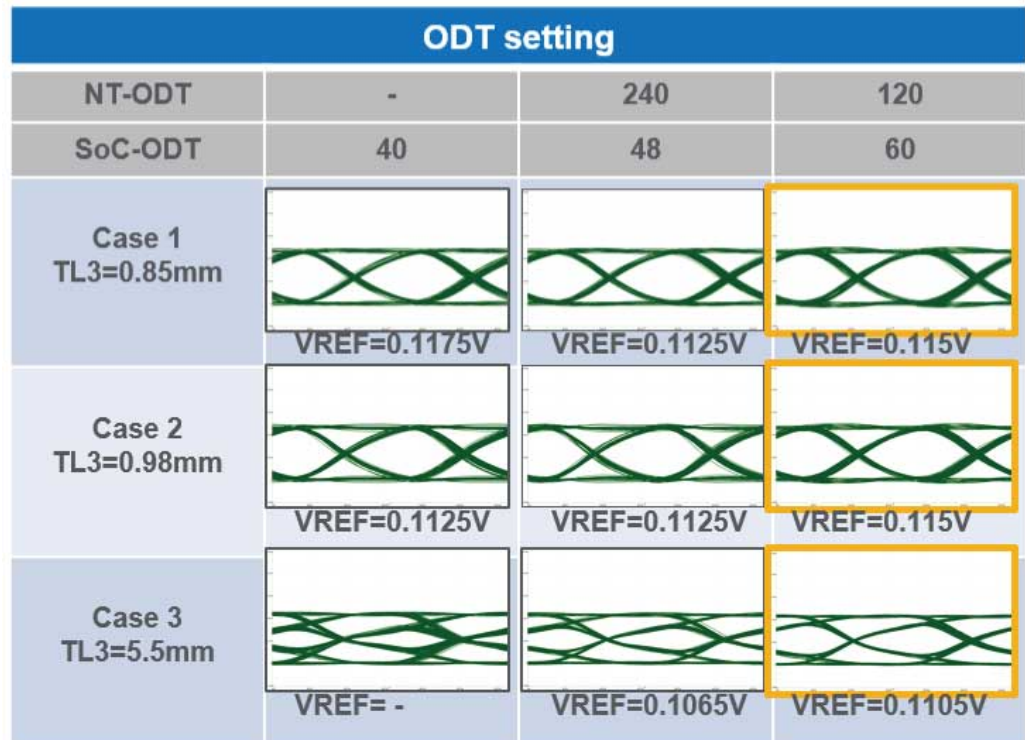 ODT setting
NT-ODT - 240 120
SoC-ODT 40 48 60
Case 1
TL3=0.85mm
VREF=0.1175V VREF=0.1125V VREF=0.115V
Case 2
TL3=0.98mm
VREF=0.1125V VREF=0.1125V VREF=0.115V
Case 3
TL3=5.5mm
VREF= - VREF=0.1065V VREF=0.1105V